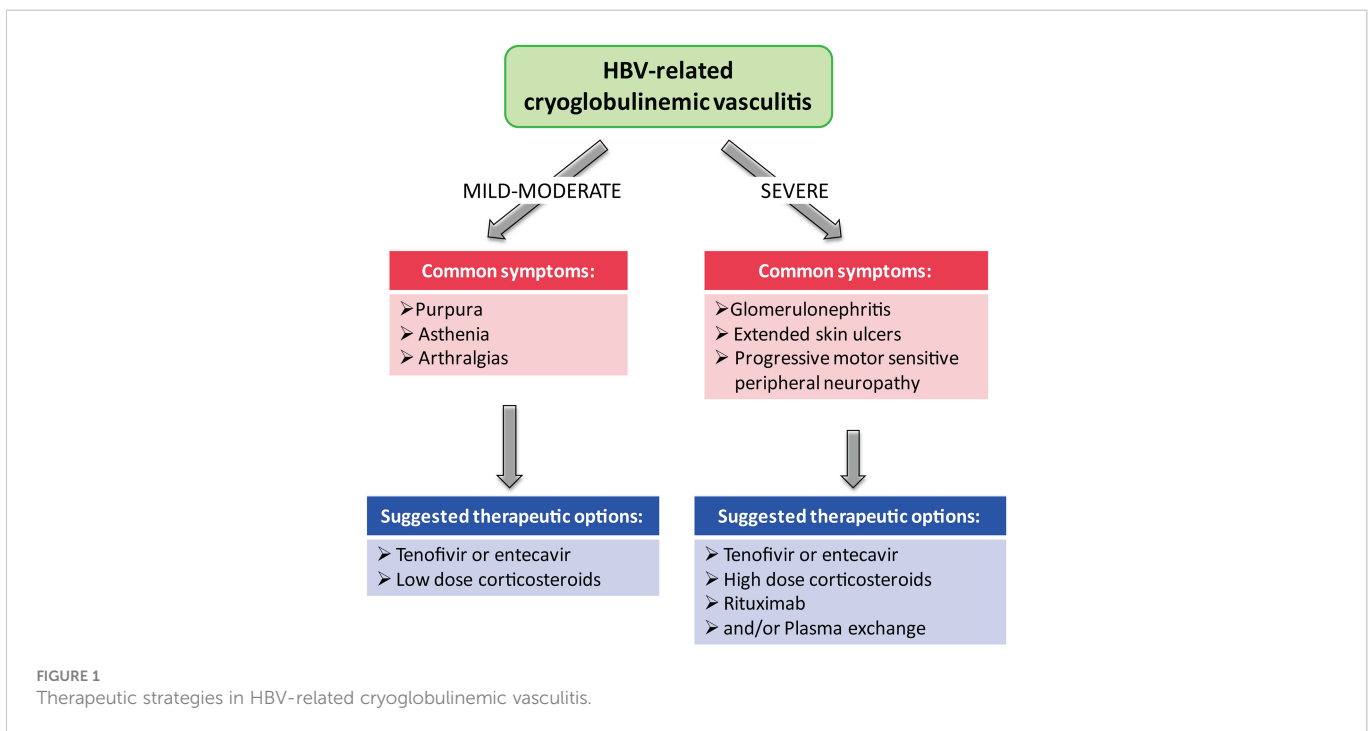 HBV-related
cryoglobulinemic vasculitis
MILD-MODERATE
SEVERE
Common symptoms:
➢Purpura
➢ Asthenia
➢ Arthralgias
Common symptoms:
➢Glomerulonephritis
➢ Extended skin ulcers
➢ Progressive motor sensitive
peripheral neuropathy
Suggested therapeutic options:
➢ Tenofivir or entecavir
➢ Low dose corticosteroids
Suggested therapeutic options:
➢ Tenofivir or entecavir
➢ High dose corticosteroids
➢ Rituximab
➢ and/or Plasma exchange
FIGURE 1
Therapeutic strategies in HBV-related cryoglobulinemic vasculitis.